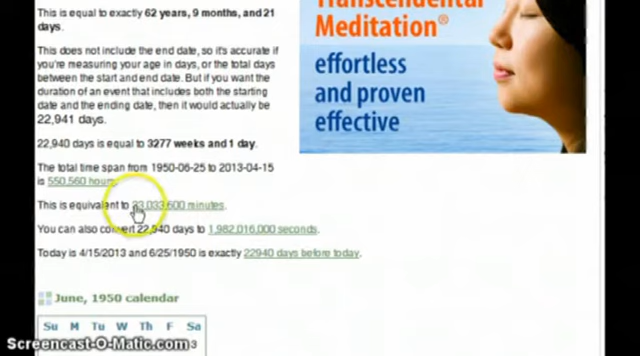 This is equal to exactly 62 years, 9 months, and 21
days.
This does not include the end date, so it's accurate if
you're measuring your age in days, or the total days
between the start and end date. But if you want the
duration of an event that includes both the starting
date and the ending date, then it would actually be
22,941 days.
22,940 days is equal to 3277 weeks and 1 day.
The total time span from 1950-06-25 to 2013-04-15
is 550,560 hours.
This is equivalent to 33,033,600 minutes.
You can also convert 22,940 days to 1,982,016,000 seconds.
Today is 4/15/2013 and 6/25/1950 is exactly 22940 days before today.
June, 1950 calendar
Su M Tu W Th F Sa
3
Transcendental
Meditation®
effortless
and proven
effective
Screencast-O-Matic.com